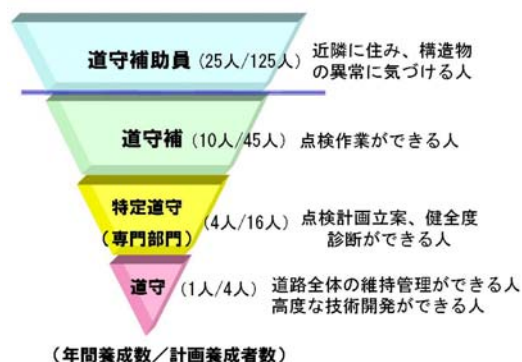 道守補助員 (25人/125人) 近隣に住み、構造物
の異常に気づける人
道守補 (10人/45人) 点検作業ができる人
特定道守
(専門部門) (4人/16人) 点検計画立案、健全度
診断ができる人
道守 (1人/4人) 道路全体の維持管理ができる人
高度な技術開発ができる人
(年間養成数/計画養成者数)